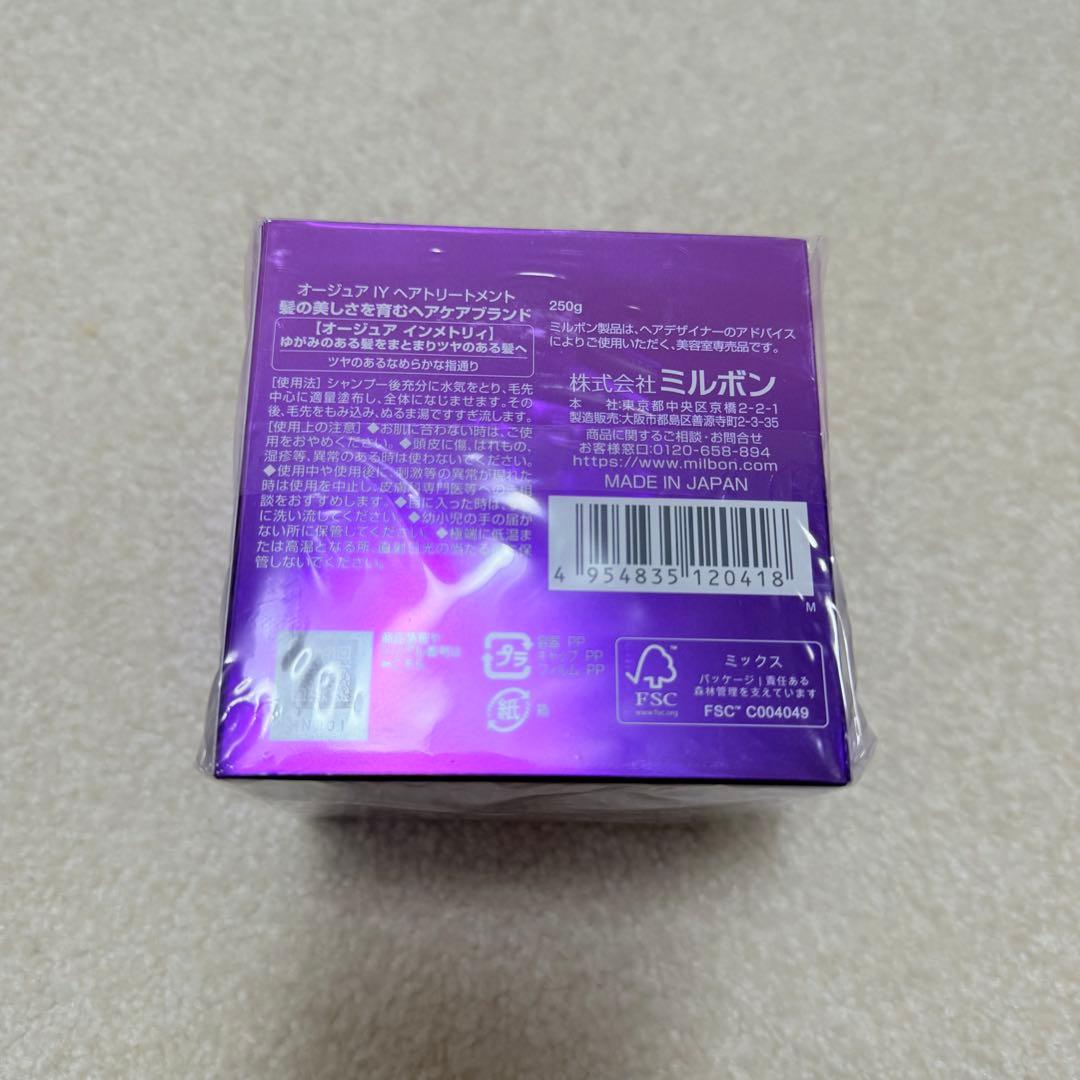 オージュア IY ヘアトリートメント
髪の美しさを育むヘアケアブランド
【オージュア インメトリィ】
ゆがみのある髪をまとまりツヤのある髪へ
ツヤのあるなめらかな指通り
［使用法］シャンプー後充分に水気をとり、毛先
中心に適量塗布し、全体になじませます。その
後、毛先をもみ込み、ぬるま湯ですすぎ流します。
［使用上の注意］◆お肌に合わない時は、ご使
用をおやめください。◆頭皮に傷、はれもの、
湿疹等、異常のある時は使わないでください。
◆使用中や使用後に、刺激等の異常が現れた
時は使用を中止し、皮膚科専門医等へのご相
談をおすすめします。◆目に入った時は、
に洗い流してください。◆幼小児の手の届か
ない所に保管してください。◆極端に低温ま
たは高温となる所、直射日光の当たる
管しないでください。
250g
ミルボン製品は、ヘアデザイナーのアドバイス
によりご使用いただく、美容室専売品です。
株式会社 ミルボン
本 社:東京都中央区京橋2-2-1
製造販売:大阪市都島区善源寺町2-3-35
商品に関するご相談・お問合せ
お客様窓口:0120-658-894
https://www.milbon.com
MADE IN JAPAN
4 954835 120418
M
プラ
容器 PP
キャップ PP
フィルム PP
紙
箱
FSC™
www.fsc.org
ミックス
パッケージ | 責任ある
森林管理を支えています
FSC™ C004049